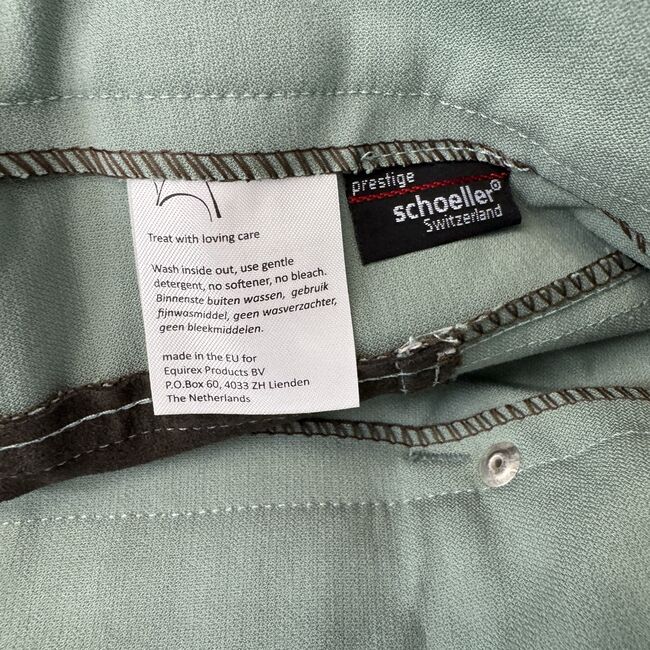 Treat with loving care
Wash inside out, use gentle
detergent, no softener, no bleach.
Binnenste buiten wassen, gebruik
fijnwasmiddel, geen wasverzachter,
geen bleekmiddelen.
made in the EU for
Equirex Products BV
P.O.Box 60, 4033 ZH Lienden
The Netherlands
prestige
schoeller®
Switzerland